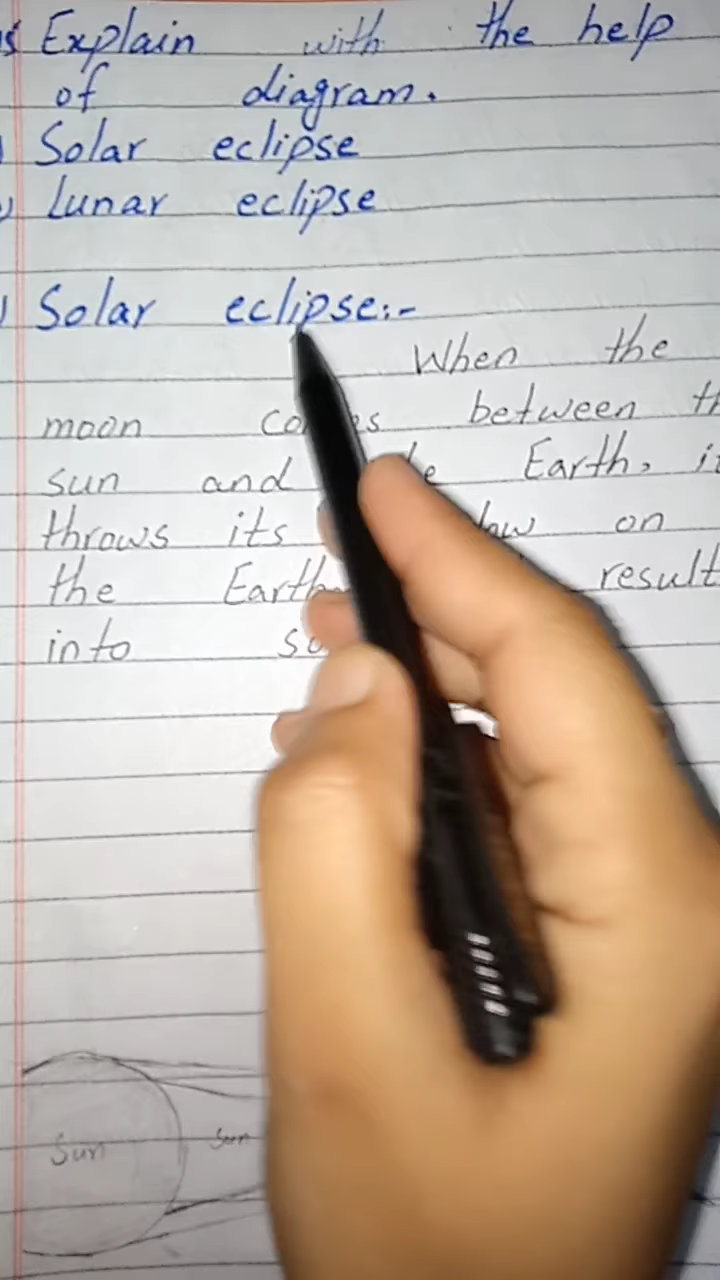 Explain with the help
of diagram.
Solar eclipse
Lunar eclipse
Solar eclipse:-
When the
moon between
sun and Earth,
throws its on
the Earth result
into
Sun